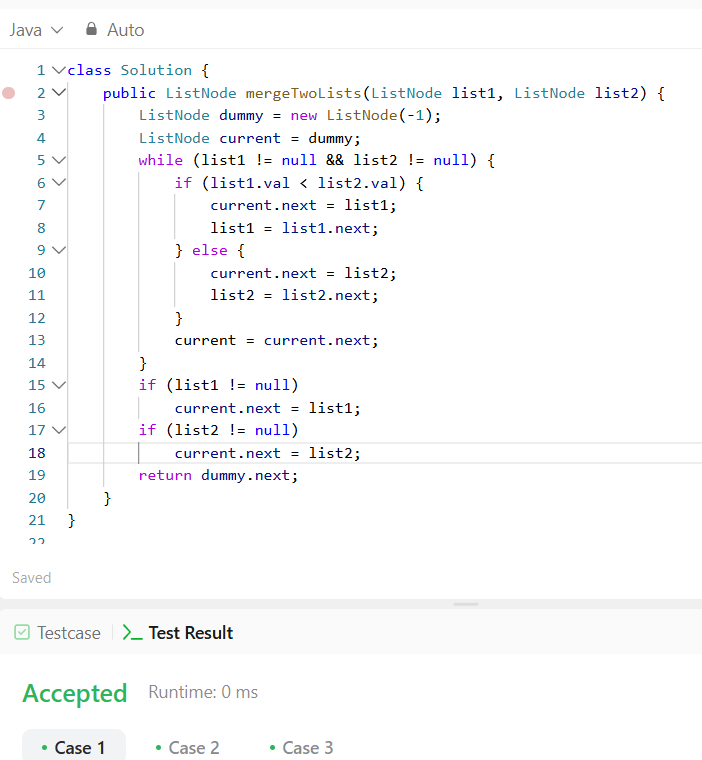 Java Auto
1 class Solution {
2 public ListNode mergeTwoLists(ListNode list1, ListNode list2) {
3 ListNode dummy = new ListNode(-1);
4 ListNode current = dummy;
5 while (list1 != null && list2 != null) {
6 if (list1.val < list2.val) {
7 current.next = list1;
8 list1 = list1.next;
9 } else {
10 current.next = list2;
11 list2 = list2.next;
12 }
13 current = current.next;
14 }
15 if (list1 != null)
16 current.next = list1;
17 if (list2 != null)
18 current.next = list2;
19 return dummy.next;
20 }
21 }
22
Saved
Testcase Test Result
Accepted Runtime: 0 ms
Case 1 Case 2 Case 3